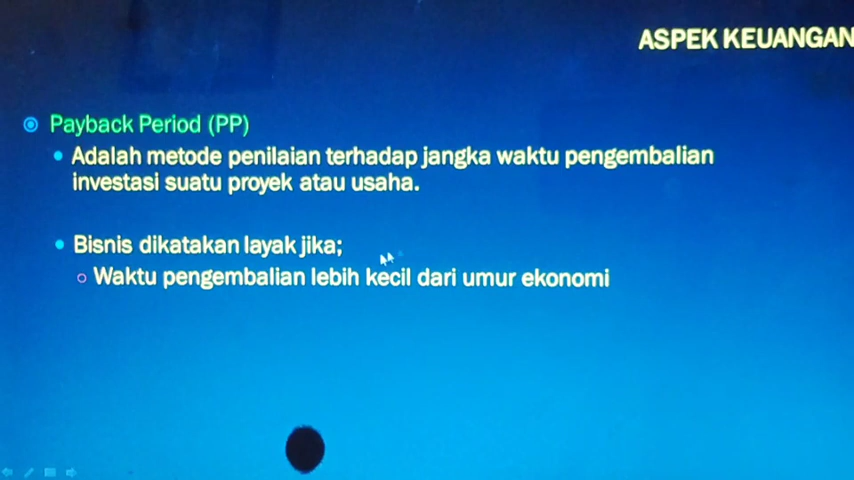 ASPEK KEUANGAN
Payback Period (PP)
Adalah metode penilaian terhadap jangka waktu pengembalian
investasi suatu proyek atau usaha.
Bisnis dikatakan layak jika;
Waktu pengembalian lebih kecil dari umur ekonomi